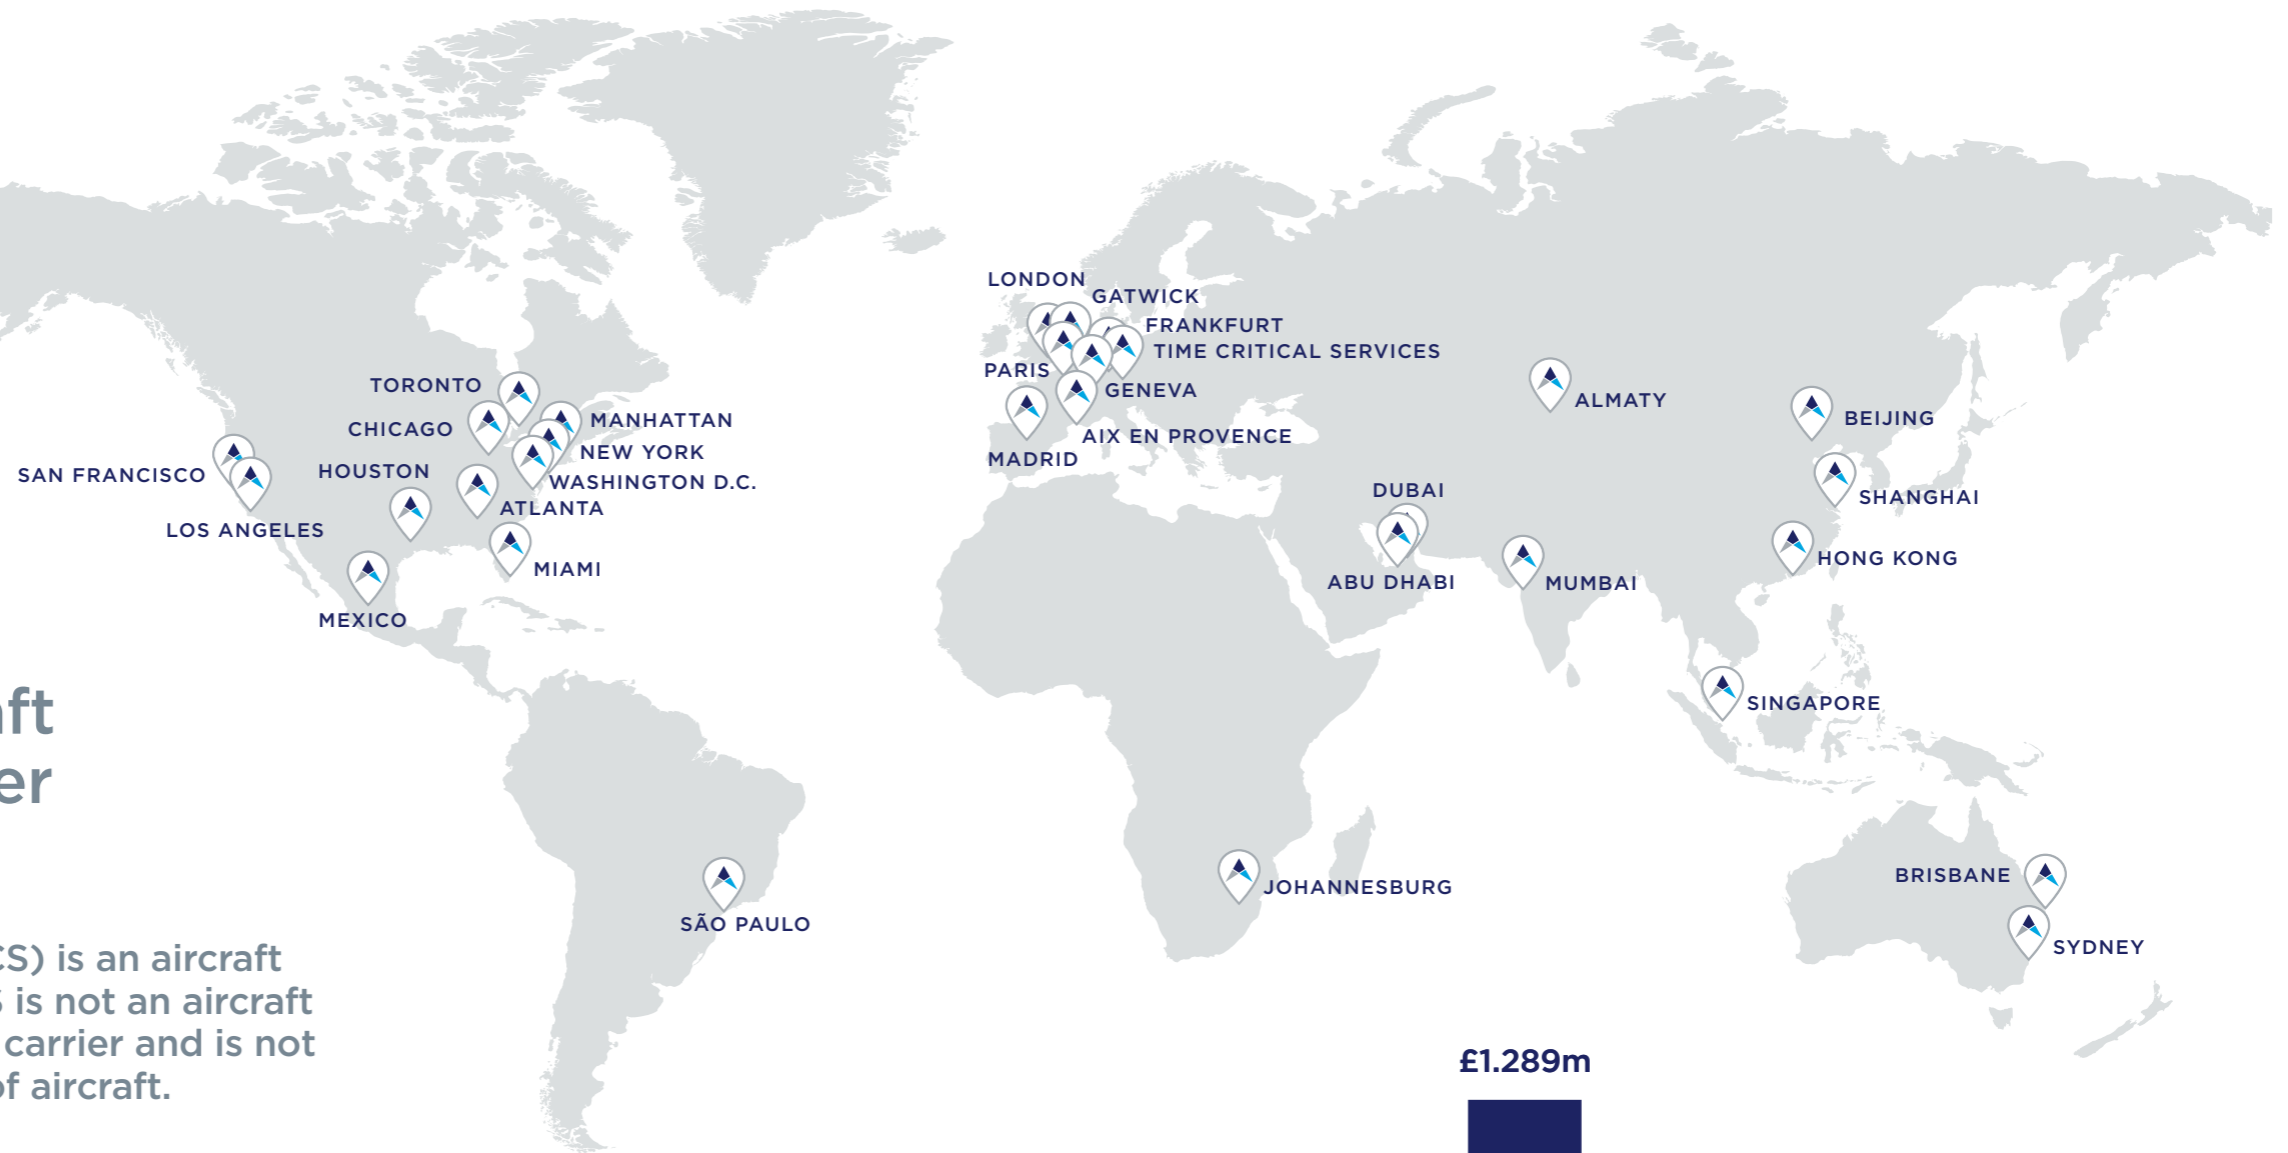 LONDON
GATWICK
FRANKFURT
TIME CRITICAL SERVICES
PARIS
GENEVA
AIX EN PROVENCE
MADRID
TORONTO
CHICAGO
MANHATTAN
NEW YORK
WASHINGTON D.C.
HOUSTON
ATLANTA
SAN FRANCISCO
LOS ANGELES
MIAMI
MEXICO
ALMATY
BEIJING
SHANGHAI
HONG KONG
DUBAI
ABU DHABI
MUMBAI
SINGAPORE
SÃO PAULO
JOHANNESBURG
BRISBANE
SYDNEY
er
CS) is an aircraft
is not an aircraft
carrier and is not
of aircraft.
£1.289m